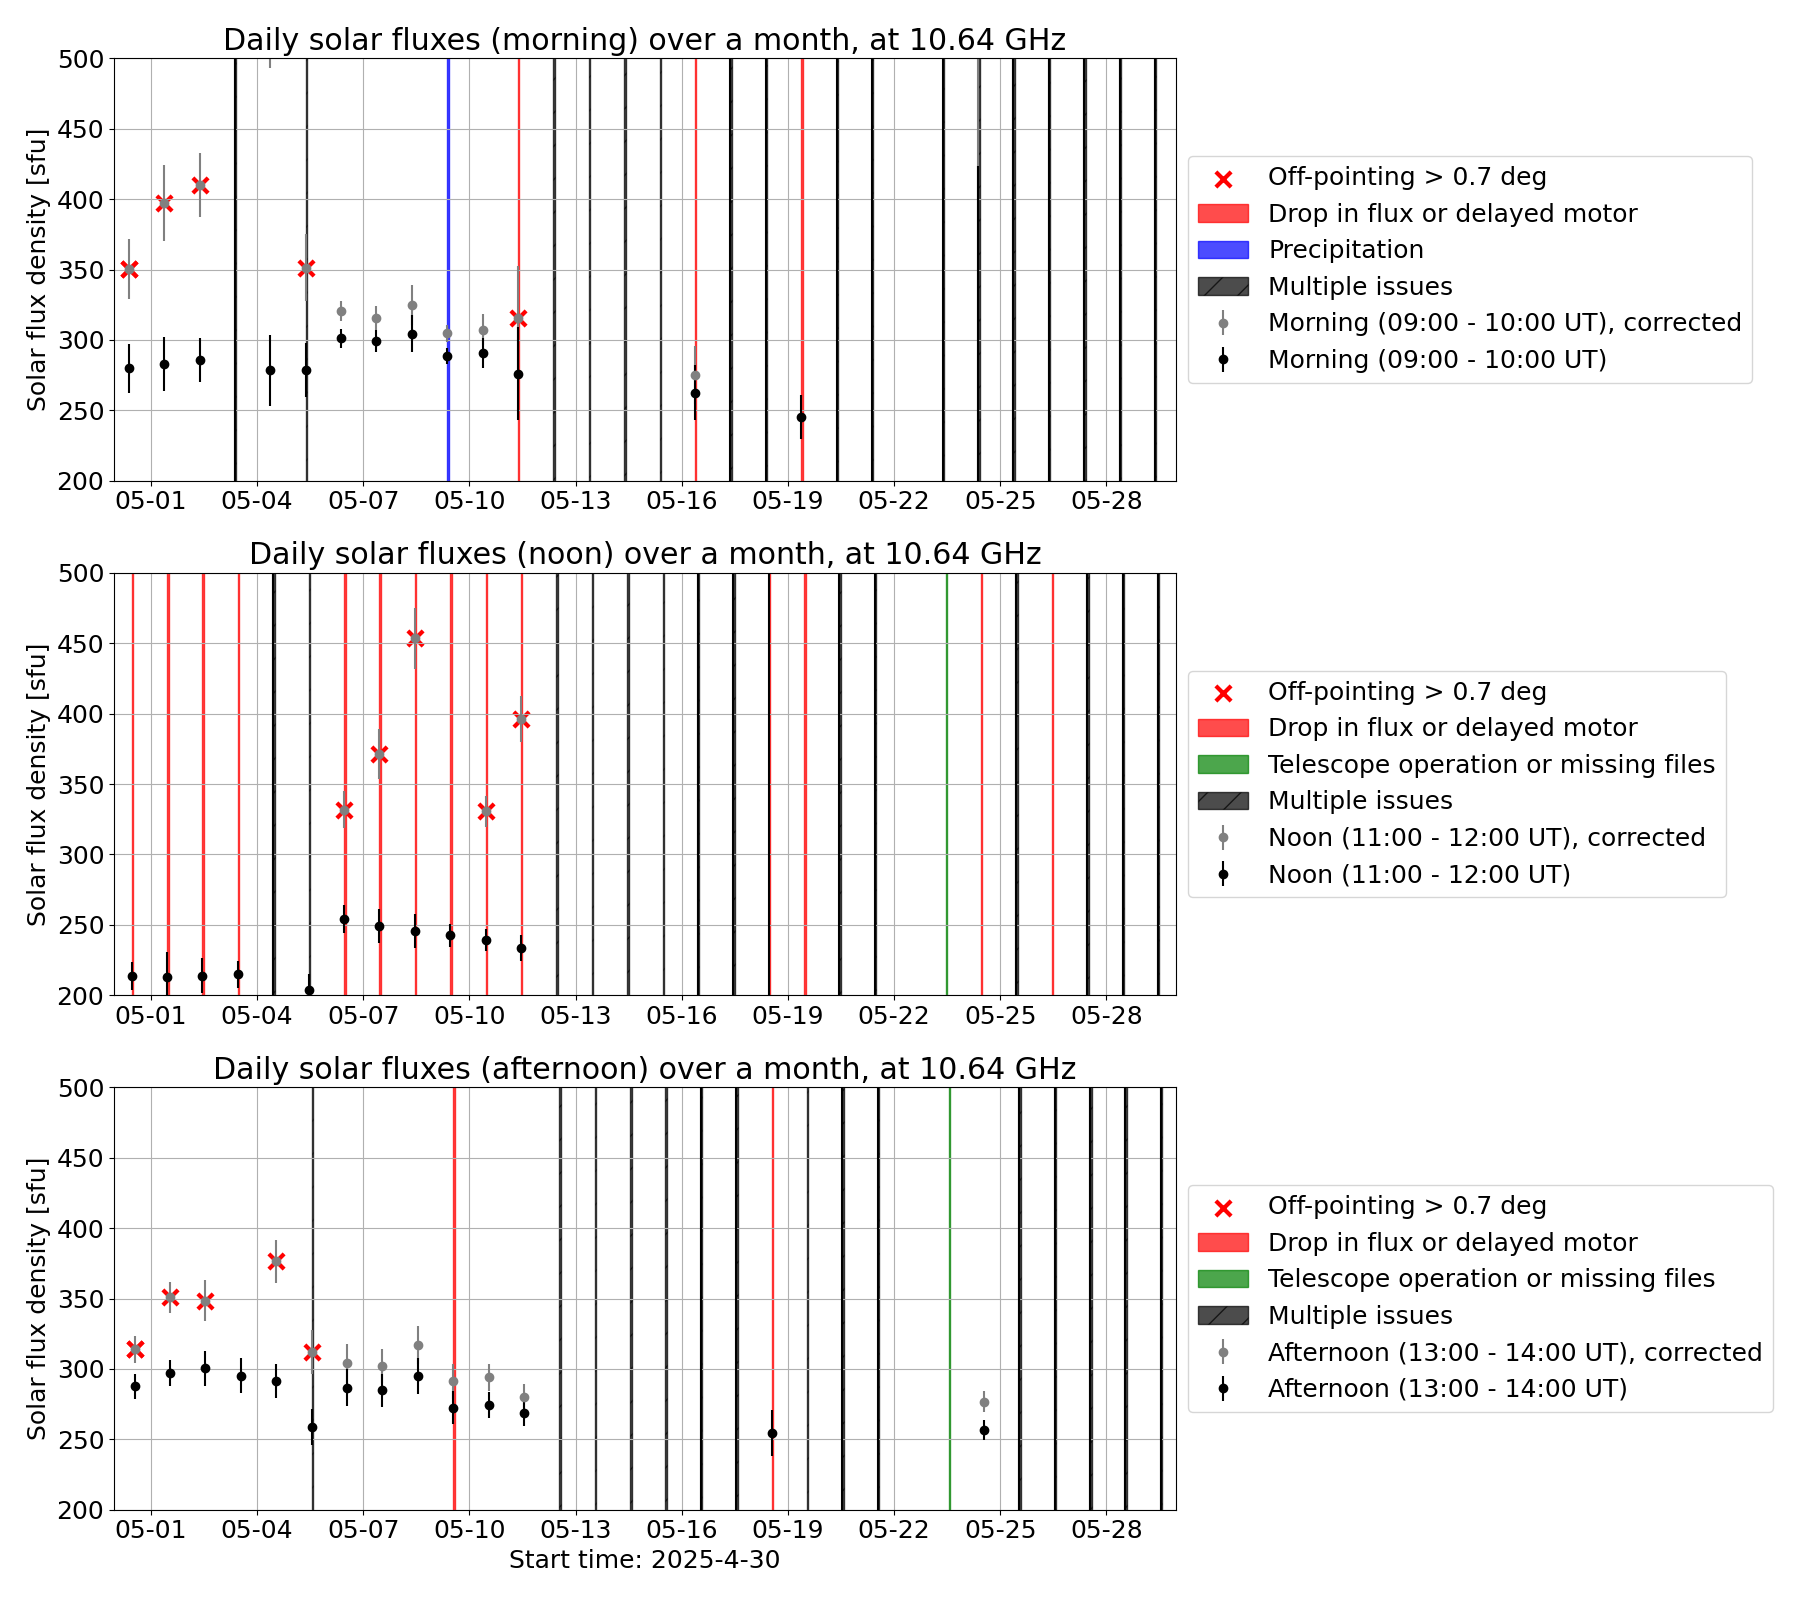 Daily solar fluxes (morning) over a month, at 10.64 GHz
Solar flux density [sfu]
500
450
400
350
300
250
200
05-01 05-04 05-07 05-10 05-13 05-16 05-19 05-22 05-25 05-28
Off-pointing > 0.7 deg
Drop in flux or delayed motor
Precipitation
Multiple issues
Morning (09:00 - 10:00 UT), corrected
Morning (09:00 - 10:00 UT)
Daily solar fluxes (noon) over a month, at 10.64 GHz
Solar flux density [sfu]
500
450
400
350
300
250
200
05-01 05-04 05-07 05-10 05-13 05-16 05-19 05-22 05-25 05-28
Off-pointing > 0.7 deg
Drop in flux or delayed motor
Telescope operation or missing files
Multiple issues
Noon (11:00 - 12:00 UT), corrected
Noon (11:00 - 12:00 UT)
Daily solar fluxes (afternoon) over a month, at 10.64 GHz
Solar flux density [sfu]
500
450
400
350
300
250
200
05-01 05-04 05-07 05-10 05-13 05-16 05-19 05-22 05-25 05-28
Start time: 2025-4-30
Off-pointing > 0.7 deg
Drop in flux or delayed motor
Telescope operation or missing files
Multiple issues
Afternoon (13:00 - 14:00 UT), corrected
Afternoon (13:00 - 14:00 UT)